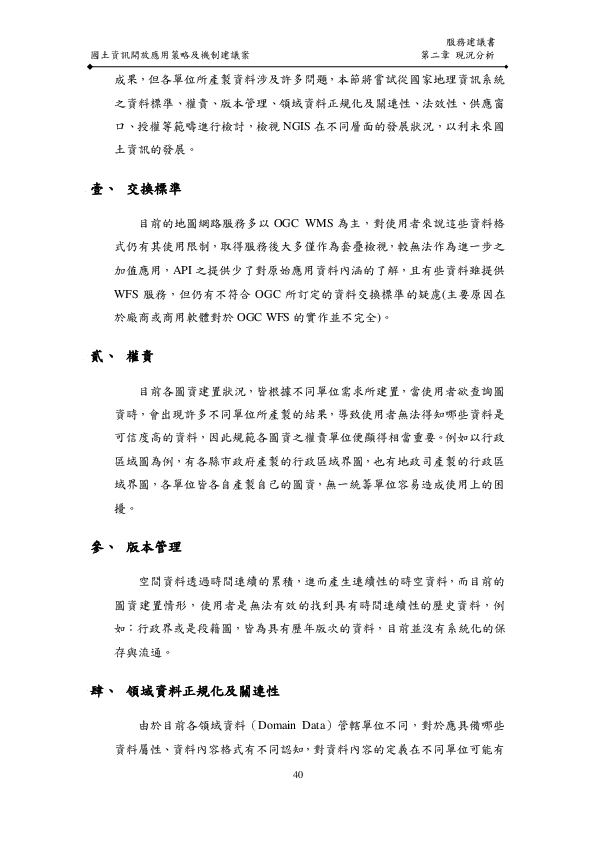 服務建議書
國土資訊開放應用策略及機制建議案 第二章 現況分析
成果，但各單位所產製資料涉及許多問題，本節將嘗試從國家地理資訊系統
之資料標準、權責、版本管理、領域資料正規化及關連性、法效性、供應窗
口、授權等範疇進行檢討，檢視 NGIS 在不同層面的發展狀況，以利未來國
土資訊的發展。
壹、 交換標準
目前的地圖網路服務多以 OGC WMS 為主，對使用者來說這些資料格
式仍有其使用限制，取得服務後大多僅作為套疊檢視，較無法作為進一步之
加值應用，API 之提供少了對原始應用資料內涵的了解，且有些資料雖提供
WFS 服務，但仍有不符合 OGC 所訂定的資料交換標準的疑慮(主要原因在
於廠商或商用軟體對於 OGC WFS 的實作並不完全)。
貳、 權責
目前各圖資建置狀況，皆根據不同單位需求所建置，當使用者欲查詢圖
資時，會出現許多不同單位所產製的結果，導致使用者無法得知哪些資料是
可信度高的資料，因此規範各圖資之權責單位便顯得相當重要。例如以行政
區域圖為例，有各縣市政府產製的行政區域界圖，也有地政司產製的行政區
域界圖，各單位皆各自產製自己的圖資，無一統籌單位容易造成使用上的困
擾。
參、 版本管理
空間資料透過時間連續的累積，進而產生連續性的時空資料，而目前的
圖資建置情形，使用者是無法有效的找到具有時間連續性的歷史資料，例
如：行政界或是段籍圖，皆為具有歷年版次的資料，目前並沒有系統化的保
存與流通。
肆、 領域資料正規化及關連性
由於目前各領域資料（Domain Data）管轄單位不同，對於應具備哪些
資料屬性、資料內容格式有不同認知，對資料內容的定義在不同單位可能有
40